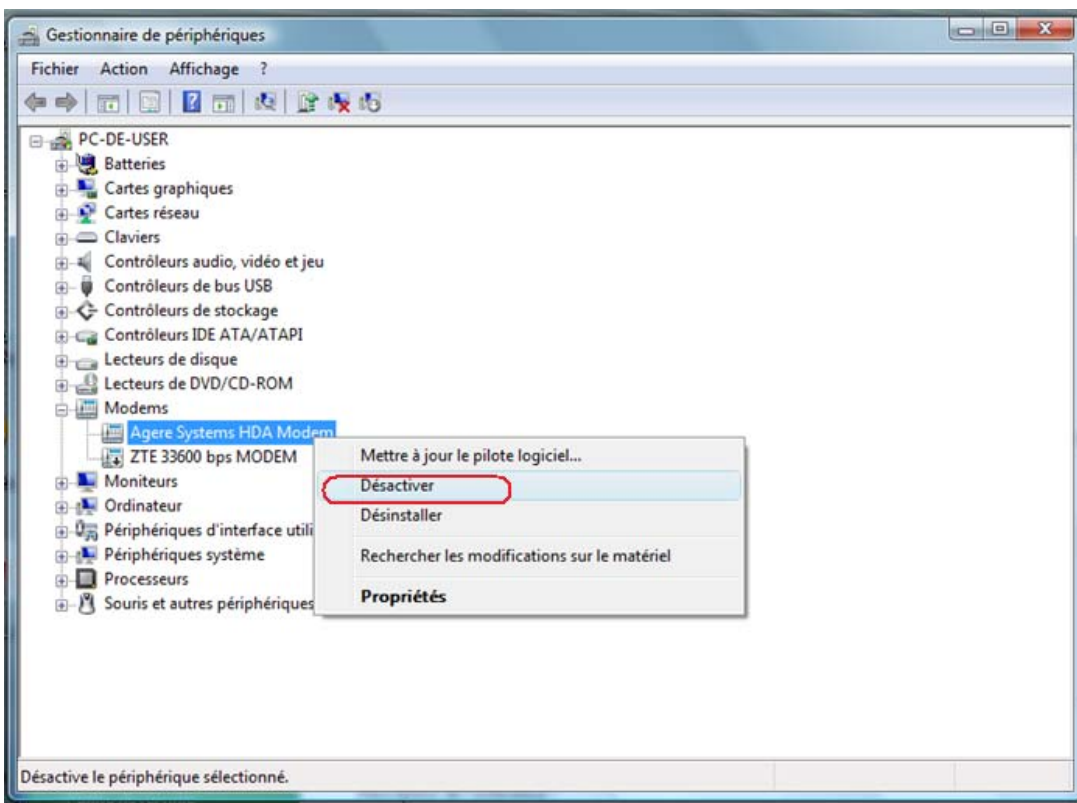 Gestionnaire de périphériques
Fichier Action Affichage ?
PC-DE-USER
Batteries
Cartes graphiques
Cartes réseau
Claviers
Contrôleurs audio, vidéo et jeu
Contrôleurs de bus USB
Contrôleurs de stockage
Contrôleurs IDE ATA/ATAPI
Lecteurs de disque
Lecteurs de DVD/CD-ROM
Modems
Agere Systems HDA Modem
ZTE 33600 bps MODEM
Moniteurs
Ordinateur
Périphériques d'interface utili
Périphériques système
Processeurs
Souris et autres périphériques
Mettre à jour le pilote logiciel...
Désactiver
Désinstaller
Rechercher les modifications sur le matériel
Propriétés
Désactive le périphérique sélectionné.